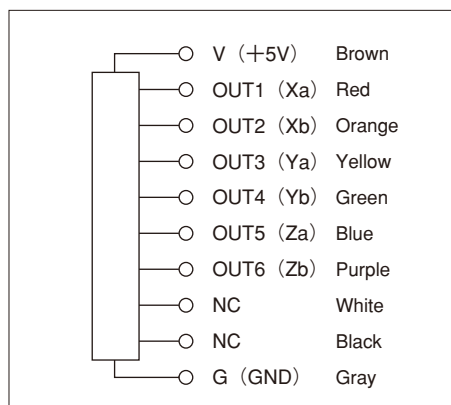 V（＋5V） Brown
OUT1（Xa） Red
OUT2（Xb） Orange
OUT3（Ya） Yellow
OUT4（Yb） Green
OUT5（Za） Blue
OUT6（Zb） Purple
NC White
NC Black
G（GND） Gray